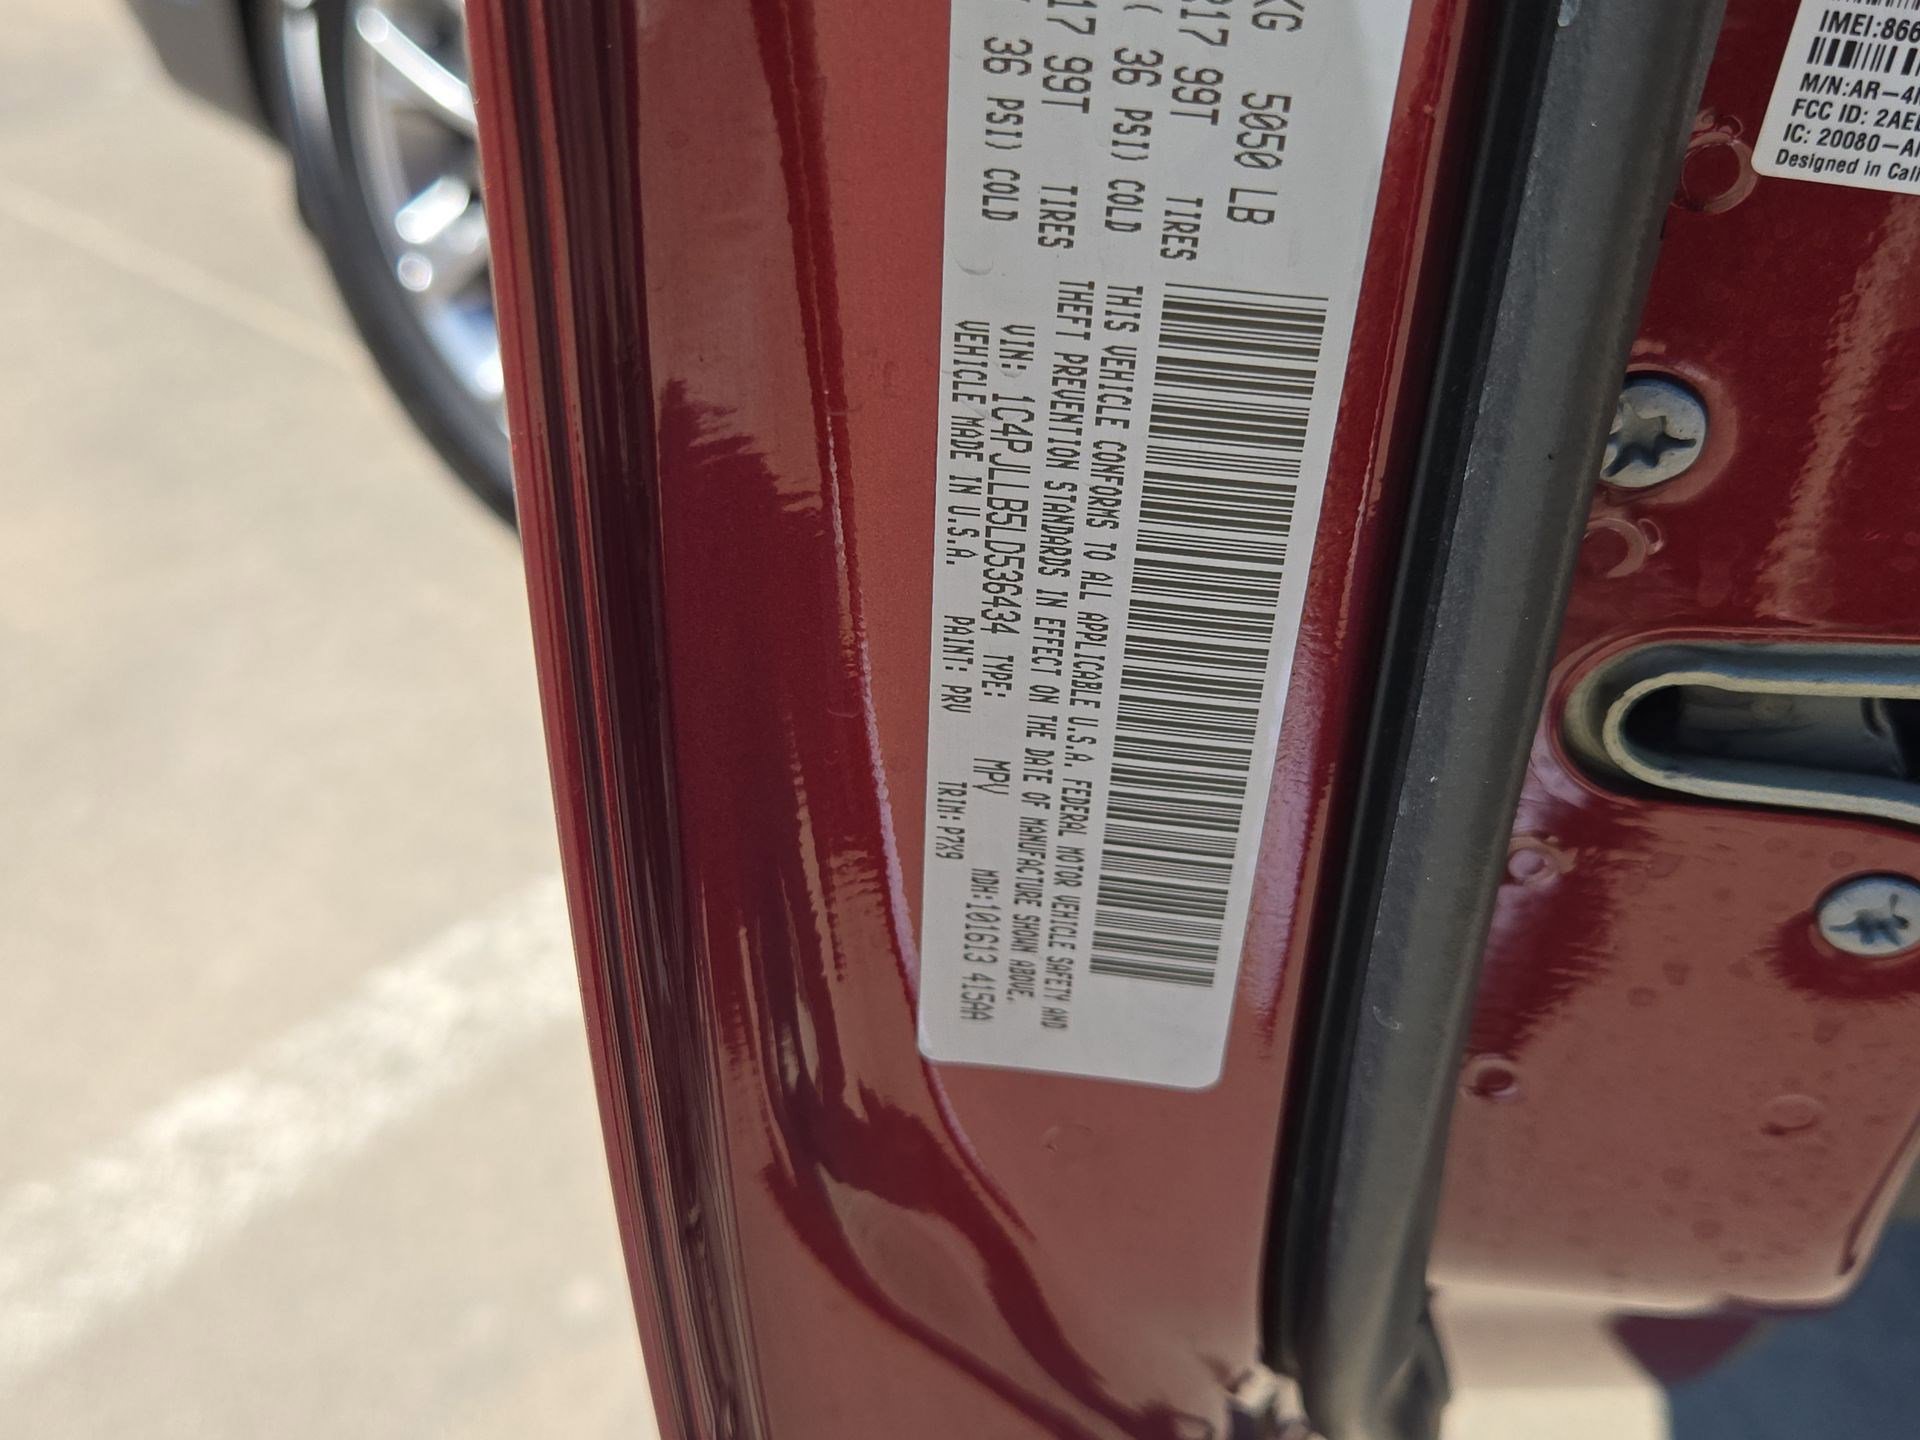 KG 5050 LB
R17 99T TIRES
( 36 PSI) COLD
17 99T TIRES
36 PSI) COLD
THIS VEHICLE CONFORMS TO ALL APPLICABLE U.S.A. FEDERAL MOTOR VEHICLE SAFETY AND
THEFT PREVENTION STANDARDS IN EFFECT ON THE DATE OF MANUFACTURE SHOWN ABOVE.
VIN: 1C4PJLLB5LD536434 TYPE: MPV MDH:101613 415AA
VEHICLE MADE IN U.S.A. PAINT: PRV TRIM: P7X9
IMEI:866
M/N:AR-4
FCC ID: 2AE
IC: 20080-A
Designed in Cali